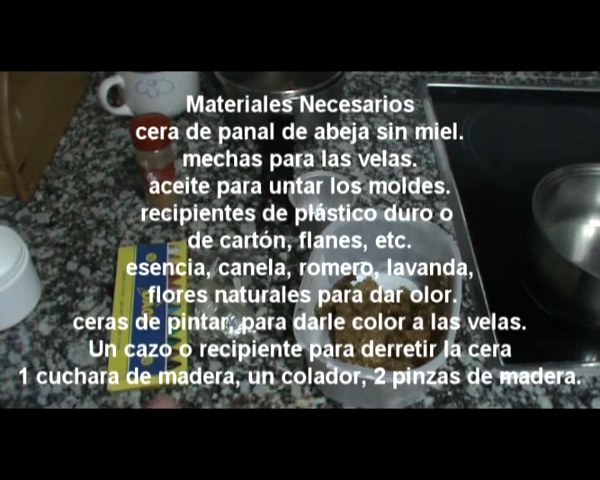 Materiales Necesarios
cera de panal de abeja sin miel.
mechas para las velas.
aceite para untar los moldes.
recipientes de plástico duro o
de cartón, flanes, etc.
esencia, canela, romero, lavanda,
flores naturales para dar olor.
ceras de pintar, para darle color a las velas.
Un cazo o recipiente para derretir la cera
1 cuchara de madera, un colador, 2 pinzas de madera.